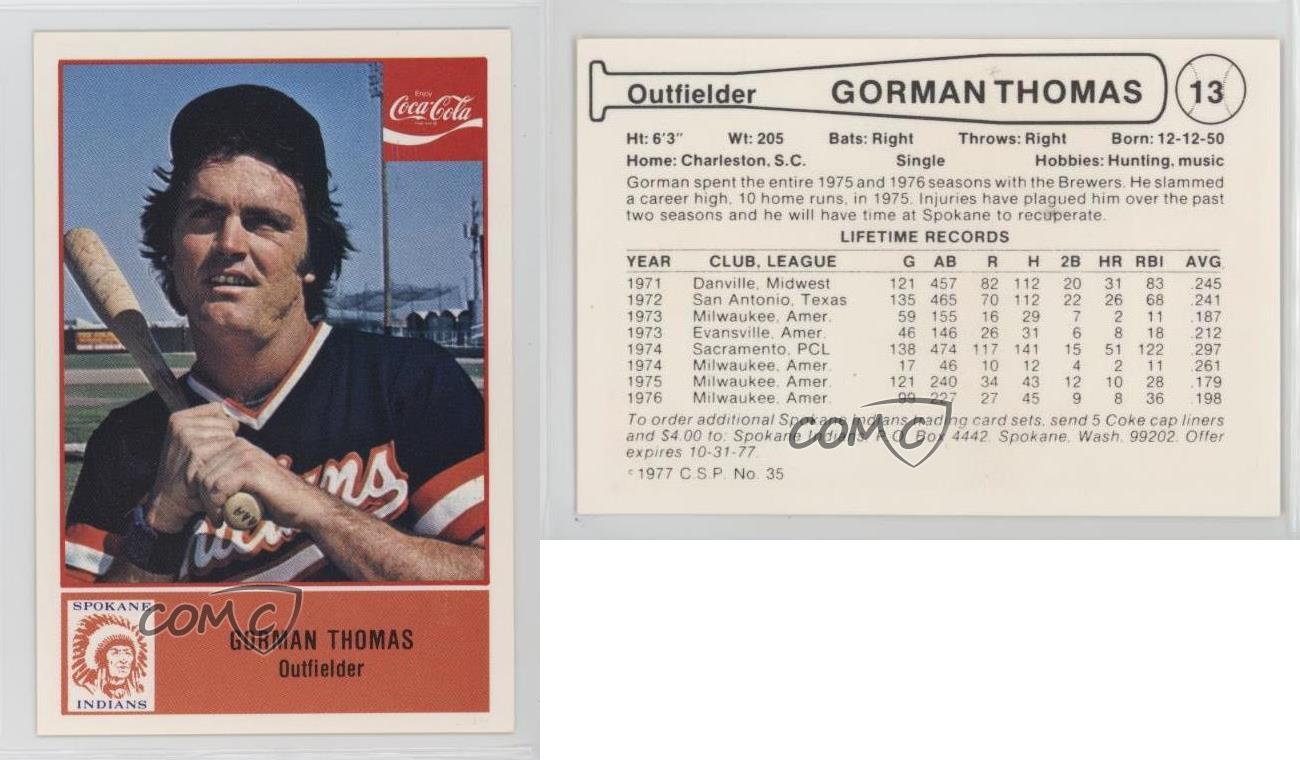 Enjoy
Coca-Cola
SPOKANE
INDIANS
GORMAN THOMAS
Outfielder
COMC
Outfielder GORMAN THOMAS 13
Ht: 6'3" Wt: 205 Bats: Right Throws: Right Born: 12-12-50
Home: Charleston, S.C. Single Hobbies: Hunting, music
Gorman spent the entire 1975 and 1976 seasons with the Brewers. He slammed
a career high, 10 home runs, in 1975. Injuries have plagued him over the past
two seasons and he will have time at Spokane to recuperate.
LIFETIME RECORDS
YEAR CLUB, LEAGUE G AB R H 2B HR RBI AVG.
1971 Danville, Midwest 121 457 82 112 20 31 83 .245
1972 San Antonio, Texas 135 465 70 112 22 26 68 .241
1973 Milwaukee, Amer. 59 155 16 29 7 2 11 .187
1973 Evansville, Amer. 46 146 26 31 6 8 18 .212
1974 Sacramento, PCL 138 474 117 141 15 51 122 .297
1974 Milwaukee, Amer. 17 46 10 12 4 2 11 .261
1975 Milwaukee, Amer. 121 240 34 43 12 10 28 .179
1976 Milwaukee, Amer. 99 227 27 45 9 8 36 .198
To order additional Spokane Indians trading card sets, send 5 Coke cap liners
and $4.00 to: Spokane Indians, P.O. Box 4442, Spokane, Wash. 99202. Offer
expires 10-31-77.
© 1977 C.S.P. No. 35
COMC